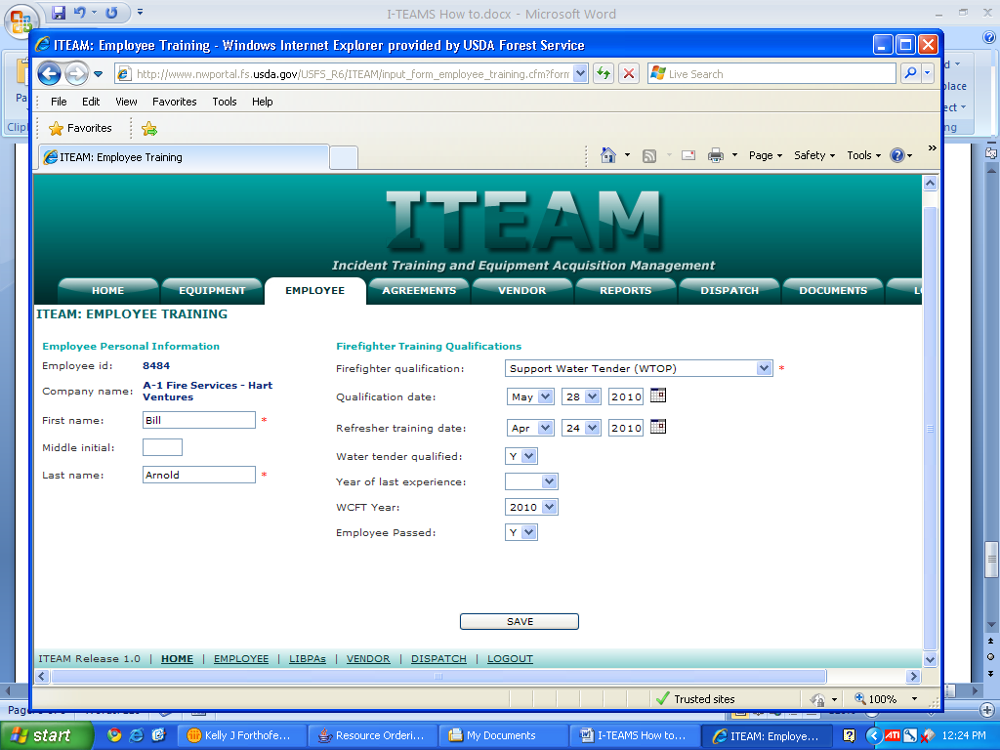 I-TEAMS How to.docx - Microsoft Word
ITEAM: Employee Training - Windows Internet Explorer provided by USDA Forest Service
http://www.nwportal.fs.usda.gov/USFS_R6/ITEAM/input_form_employee_training.cfm?form
Live Search
File Edit View Favorites Tools Help
Favorites
ITEAM: Employee Training
Page Safety Tools
ITEAM
Incident Training and Equipment Acquisition Management
HOME EQUIPMENT EMPLOYEE AGREEMENTS VENDOR REPORTS DISPATCH DOCUMENTS
ITEAM: EMPLOYEE TRAINING
Employee Personal Information
Employee id: 8484
Company name: A-1 Fire Services - Hart
Ventures
First name: Bill *
Middle initial:
Last name: Arnold *
Firefighter Training Qualifications
Firefighter qualification: Support Water Tender (WTOP) *
Qualification date: May 28 2010
Refresher training date: Apr 24 2010
Water tender qualified: Y
Year of last experience:
WCFT Year: 2010
Employee Passed: Y
SAVE
ITEAM Release 1.0 | HOME | EMPLOYEE | LIBPAs | VENDOR | DISPATCH | LOGOUT
Trusted sites 100%
start Kelly J Forthofe... Resource Orderi... My Documents I-TEAMS How to.... ITEAM: Employe... ATI 12:24 PM